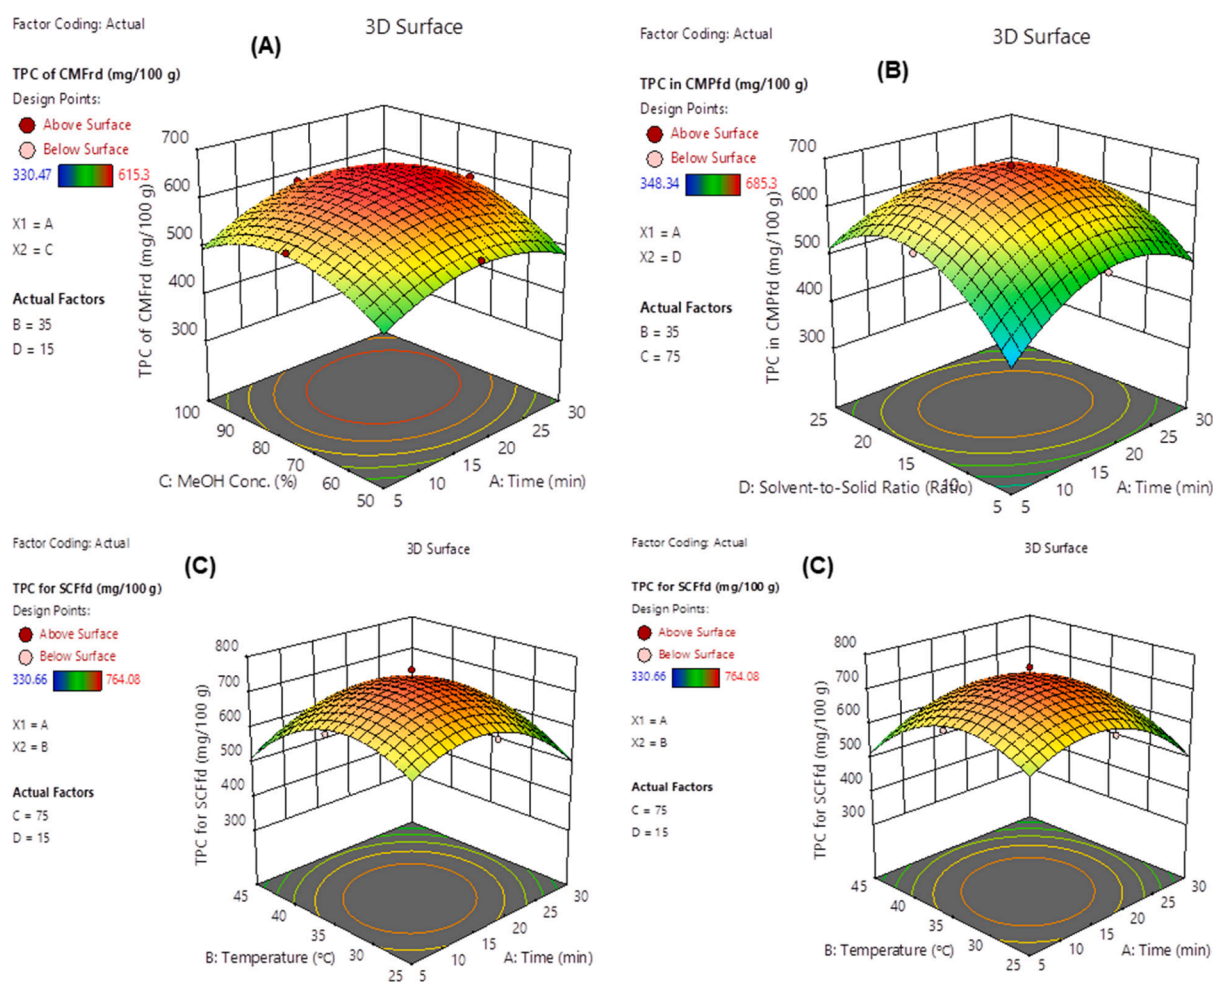 Factor Coding: Actual
3D Surface
(A)
TPC of CMFrd (mg/100 g)
Design Points:
Above Surface
Below Surface
330.47 615.3
X1 = A
X2 = C
Actual Factors
B = 35
D = 15
TPC of CMFrd (mg/100 g)
700
600
500
400
300
100
90
80
70
60
50
C: MeOH Conc. (%)
5
10
15
20
25
30
A: Time (min)
Factor Coding: Actual
3D Surface
(B)
TPC in CMPfd (mg/100 g)
Design Points:
Above Surface
Below Surface
348.34 685.3
X1 = A
X2 = D
Actual Factors
B = 35
C = 75
TPC in CMPfd (mg/100 g)
700
600
500
400
300
25
20
15
10
5
D: Solvent-to-Solid Ratio (Ratio)
5
10
15
20
25
30
A: Time (min)
Factor Coding: Actual
3D Surface
(C)
TPC for SCFfd (mg/100 g)
Design Points:
Above Surface
Below Surface
330.66 764.08
X1 = A
X2 = B
Actual Factors
C = 75
D = 15
TPC for SCFfd (mg/100 g)
800
700
600
500
400
300
45
40
35
30
25
B: Temperature (ºC)
5
10
15
20
25
30
A: Time (min)
Factor Coding: Actual
3D Surface
(C)
TPC for SCFfd (mg/100 g)
Design Points:
Above Surface
Below Surface
330.66 764.08
X1 = A
X2 = B
Actual Factors
C = 75
D = 15
TPC for SCFfd (mg/100 g)
800
700
600
500
400
300
45
40
35
30
25
B: Temperature (ºC)
5
10
15
20
25
30
A: Time (min)